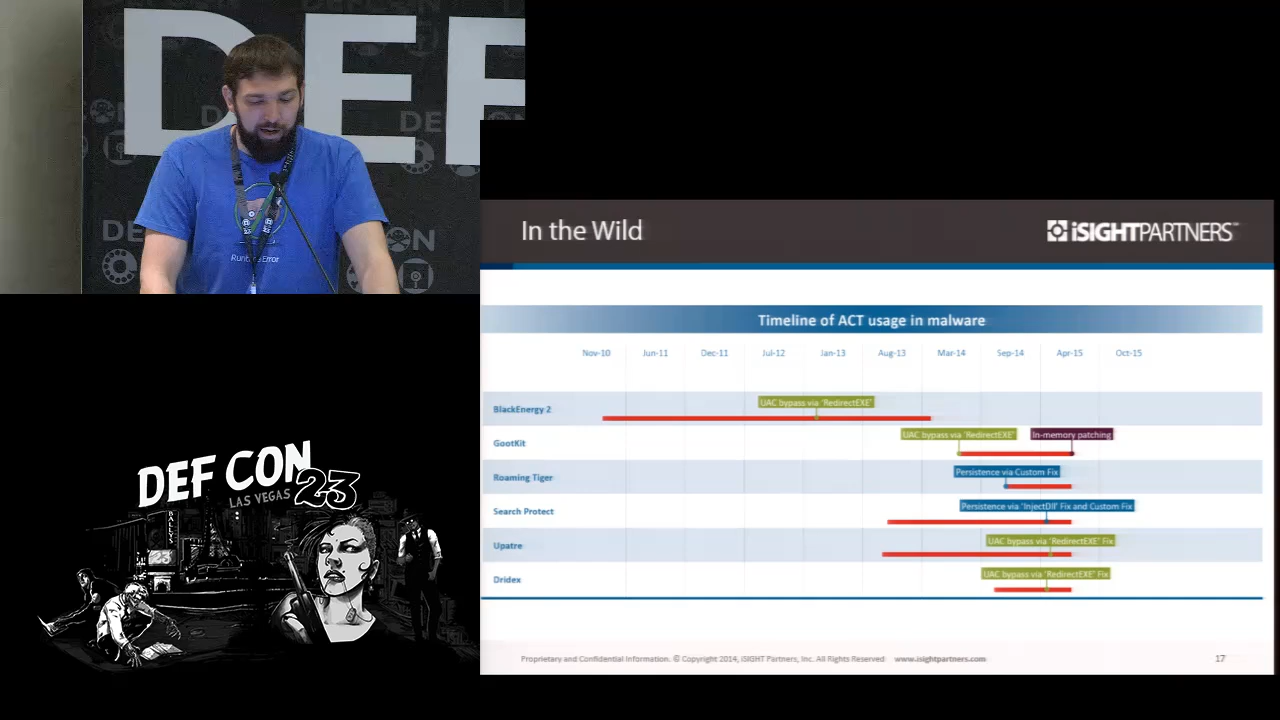 DEF
DEF CON
Runtime Error
In the Wild
iSIGHTPARTNERS
Timeline of ACT usage in malware
Nov-10 Jun-11 Dec-11 Jul-12 Jan-13 Aug-13 Mar-14 Sep-14 Apr-15 Oct-15
BlackEnergy 2
UAC bypass via 'RedirectEXE'
GootKit
UAC bypass via 'RedirectEXE'
In-memory patching
Roaming Tiger
Persistence via Custom Fix
Search Protect
Persistence via 'InjectDll' Fix and Custom Fix
Upatre
UAC bypass via 'RedirectEXE' Fix
Dridex
UAC bypass via 'RedirectEXE' Fix
Proprietary and Confidential Information. © Copyright 2014, iSIGHT Partners, Inc. All Rights Reserved www.isightpartners.com 17
DEF CON
LAS VEGAS 23
BALLYS